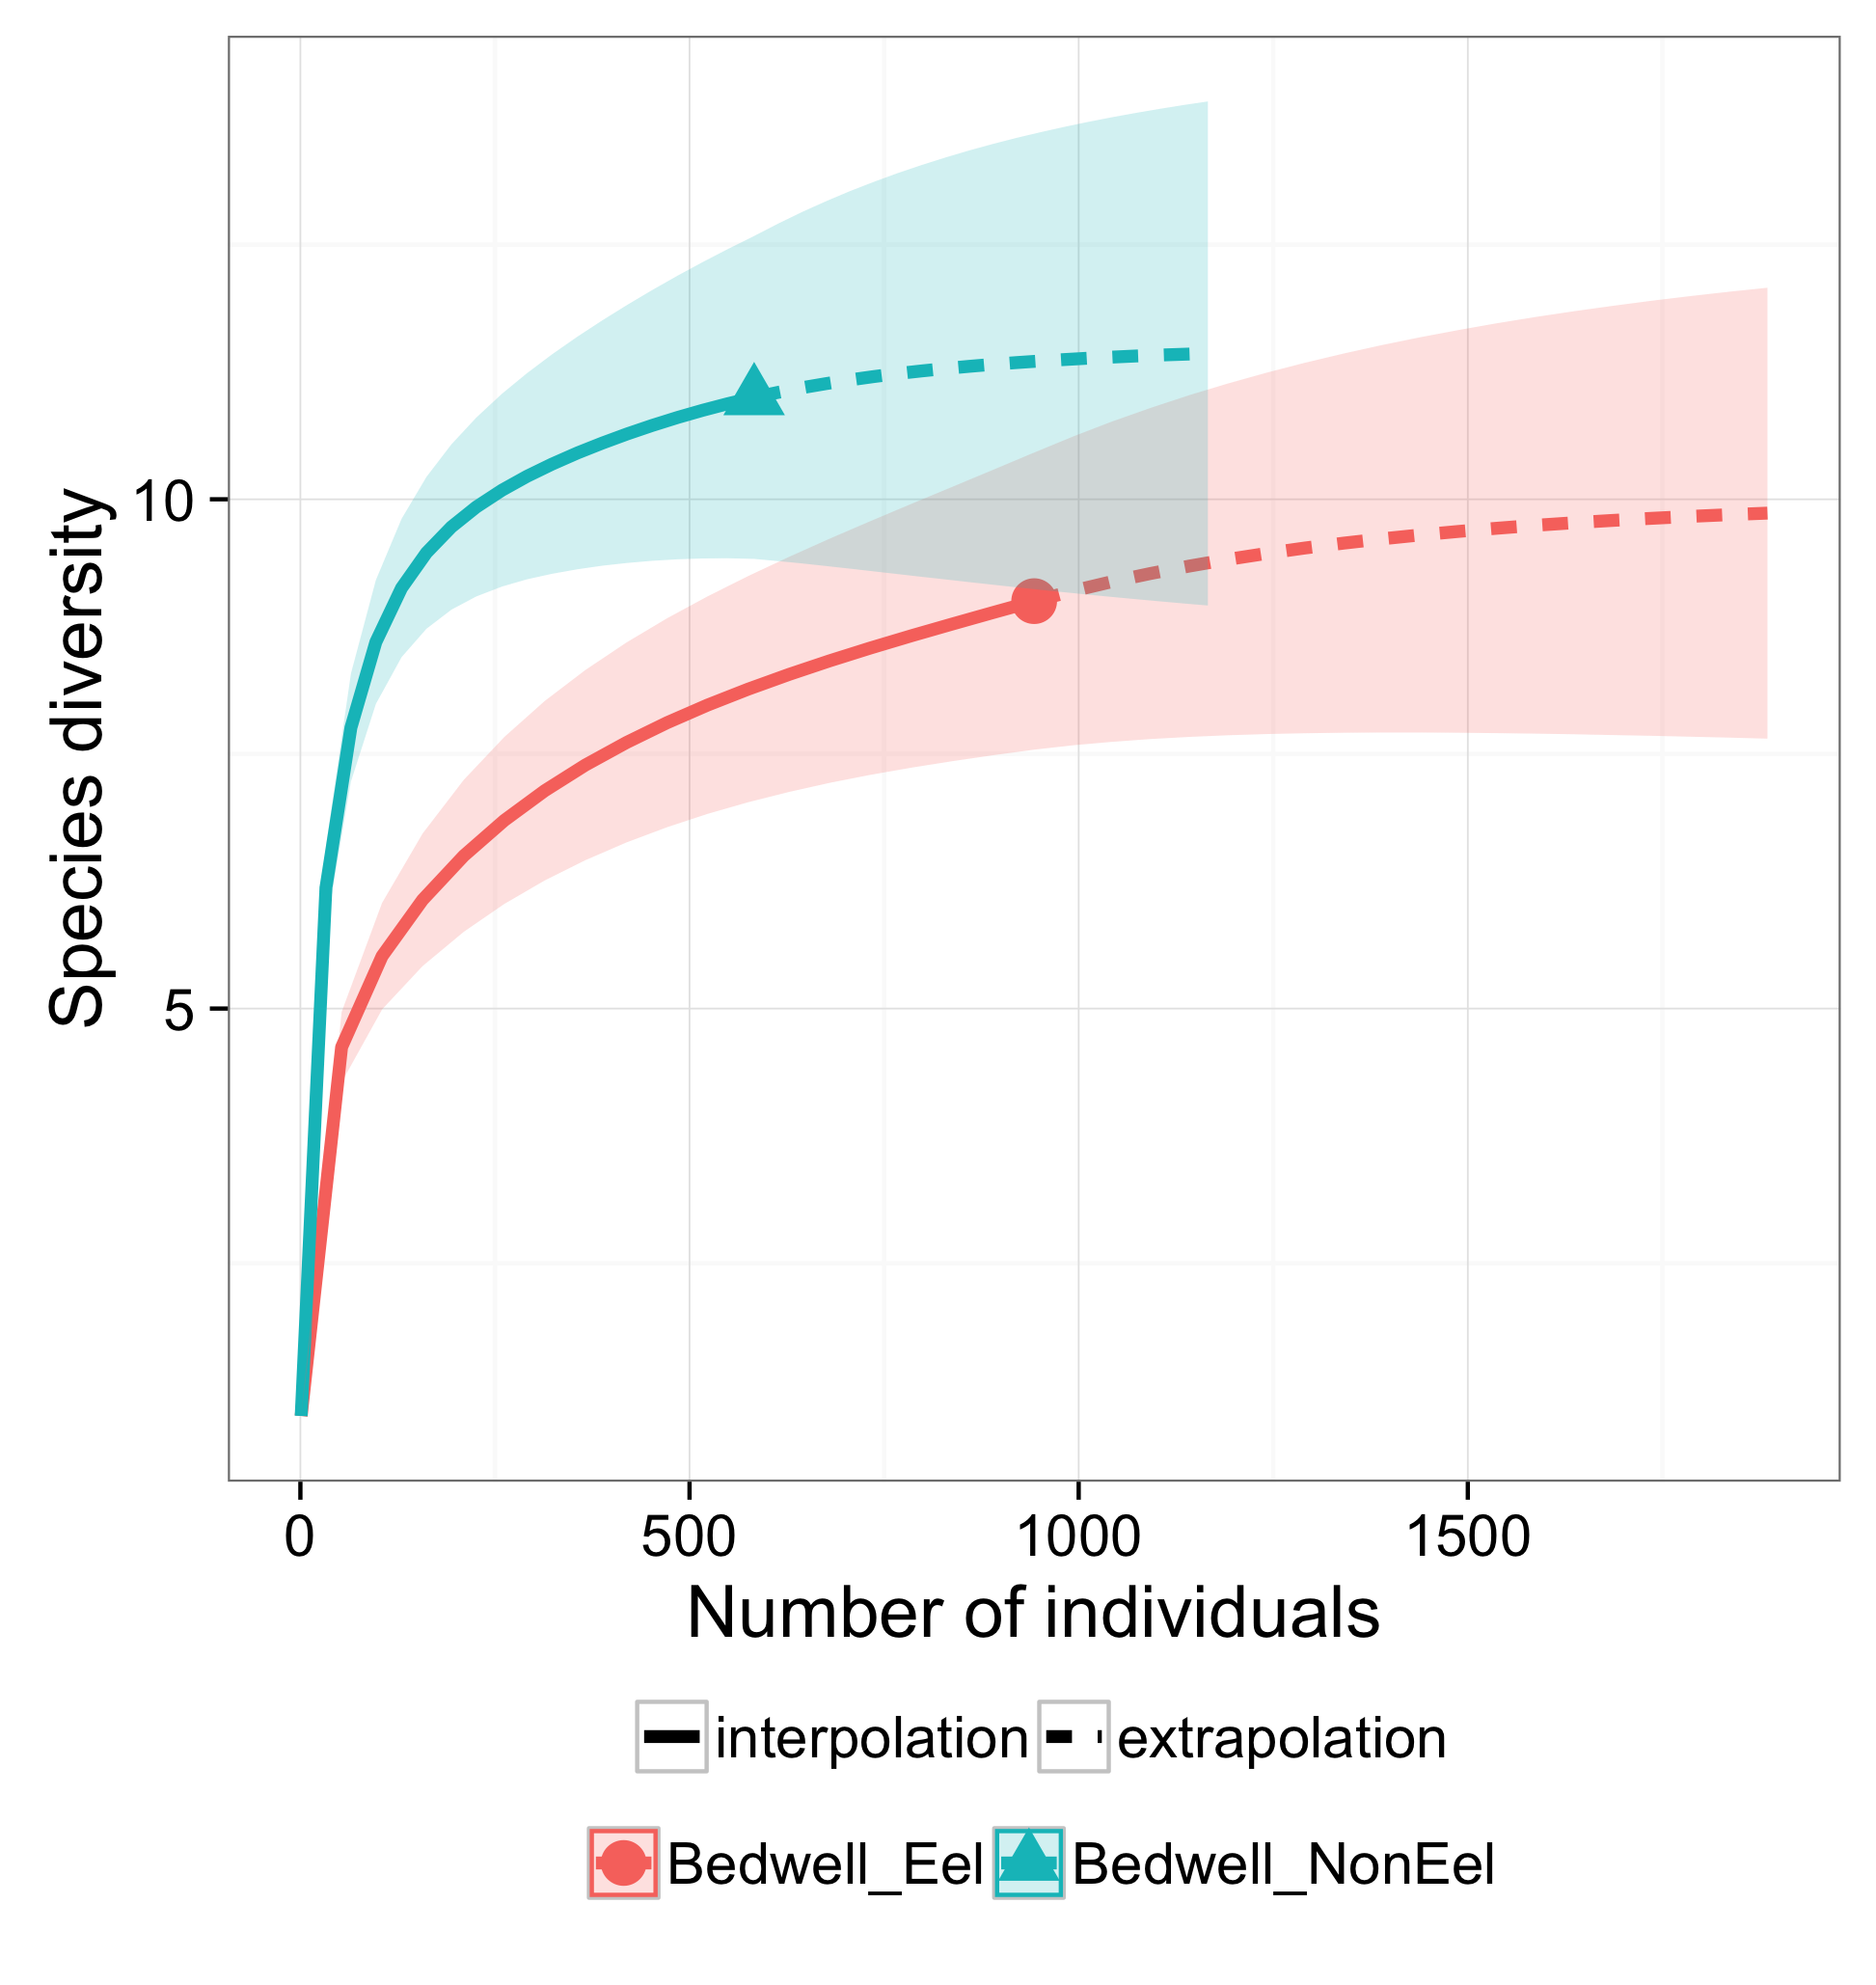 Species diversity
10
5
0 500 1000 1500
Number of individuals
interpolation extrapolation
Bedwell_Eel Bedwell_NonEel